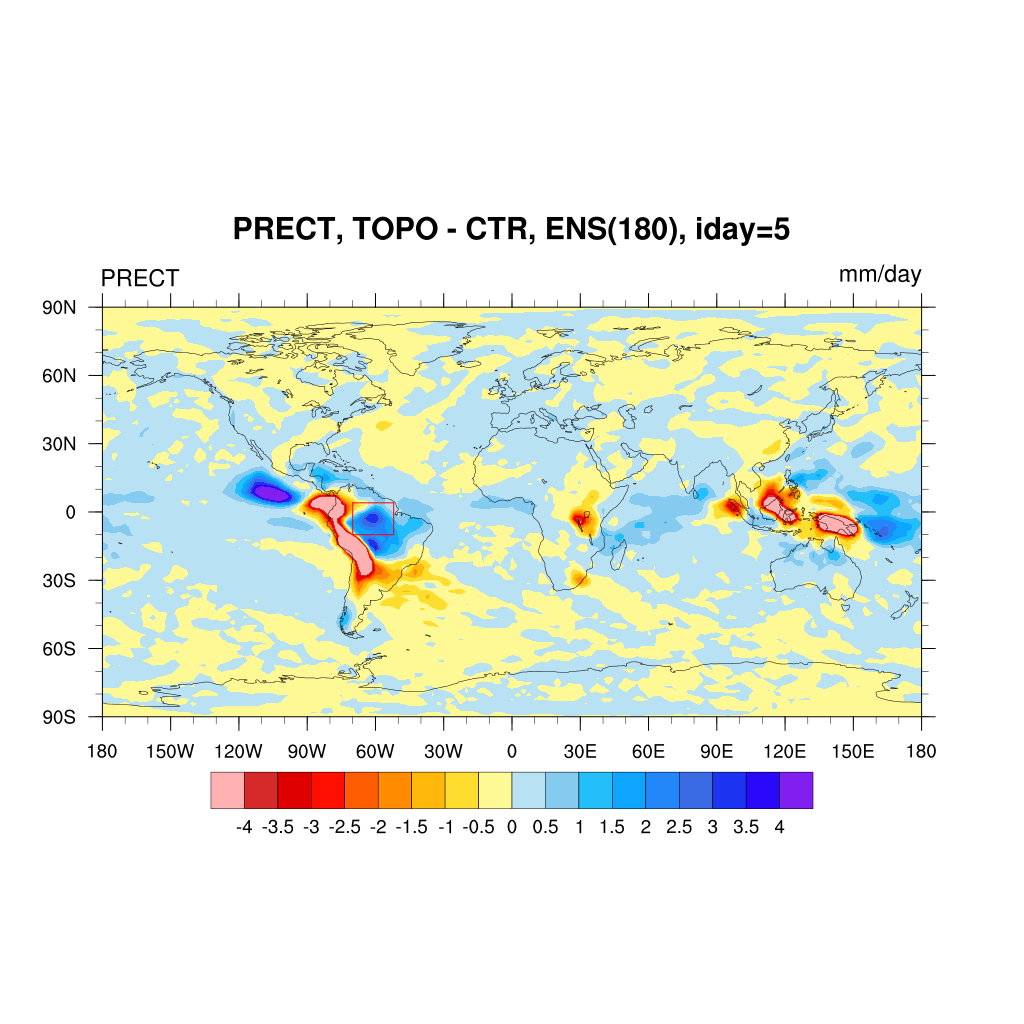 PRECT, TOPO - CTR, ENS(180), iday=5
PRECT mm/day
90N
60N
30N
0
30S
60S
90S
180 150W 120W 90W 60W 30W 0 30E 60E 90E 120E 150E 180
-4 -3.5 -3 -2.5 -2 -1.5 -1 -0.5 0 0.5 1 1.5 2 2.5 3 3.5 4